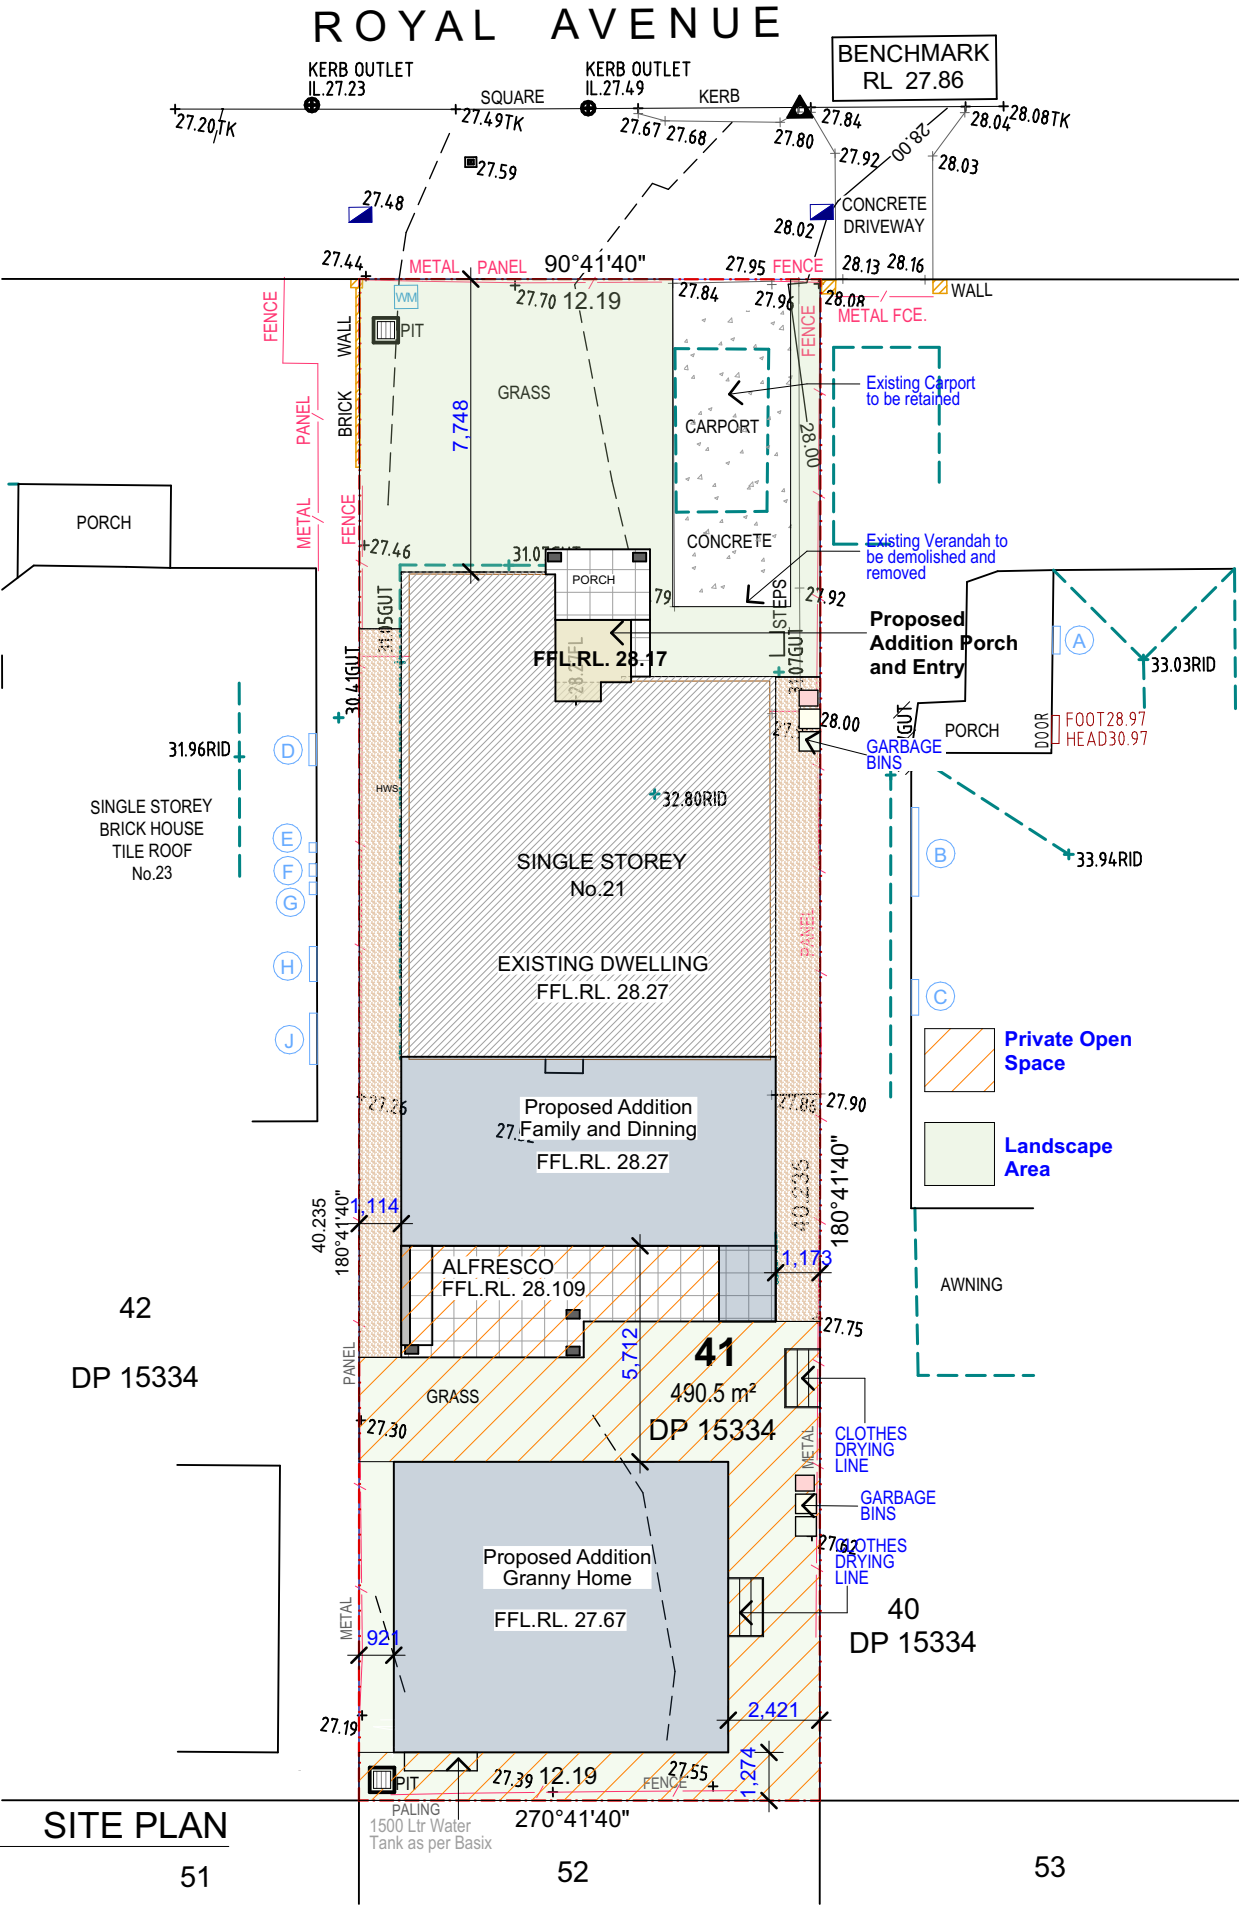 ROYAL AVENUE
BENCHMARK
RL 27.86
KERB OUTLET
IL.27.23
KERB OUTLET
IL.27.49
SQUARE
KERB
27.20TK
27.49TK
27.67
27.68
27.80
27.84
28.04
28.08TK
27.59
27.92
28.00
28.03
27.48
CONCRETE
DRIVEWAY
28.02
27.44
METAL
PANEL
90°41'40"
27.95
FENCE
28.13
28.16
WM
27.70
12.19
27.84
27.96
28.08
WALL
METAL FCE.
FENCE
WALL
PIT
FENCE
GRASS
Existing Carport
to be retained
PANEL
BRICK
7,748
CARPORT
28.00
METAL
FENCE
PORCH
27.46
CONCRETE
Existing Verandah to
be demolished and
removed
PORCH
79
STEPS
27.92
31.05GUT
Proposed
Addition Porch
and Entry
A
FFL.RL. 28.17
31.07GUT
33.03RID
30.41GUT
28.00
GUT
PORCH
DOOR
FOOT28.97
HEAD30.97
31.96RID
D
GARBAGE
BINS
HWS
32.80RID
SINGLE STOREY
BRICK HOUSE
TILE ROOF
No.23
E
F
G
SINGLE STOREY
No.21
B
33.94RID
PANEL
H
EXISTING DWELLING
FFL.RL. 28.27
C
J
Private Open
Space
27.26
Proposed Addition
Family and Dinning
FFL.RL. 28.27
27.86
27.90
Landscape
Area
40.235
180°41'40"
1,114
40.235
180°41'40"
ALFRESCO
FFL.RL. 28.109
1,173
AWNING
42
DP 15334
27.75
5,712
41
490.5 m²
DP 15334
PANEL
GRASS
27.30
METAL
CLOTHES
DRYING
LINE
GARBAGE
BINS
27.62
CLOTHES
DRYING
LINE
Proposed Addition
Granny Home
FFL.RL. 27.67
METAL
921
40
DP 15334
27.19
2,421
PIT
27.39
12.19
FENCE
27.55
1,274
PALING
270°41'40"
1500 Ltr Water
Tank as per Basix
SITE PLAN
51
52
53